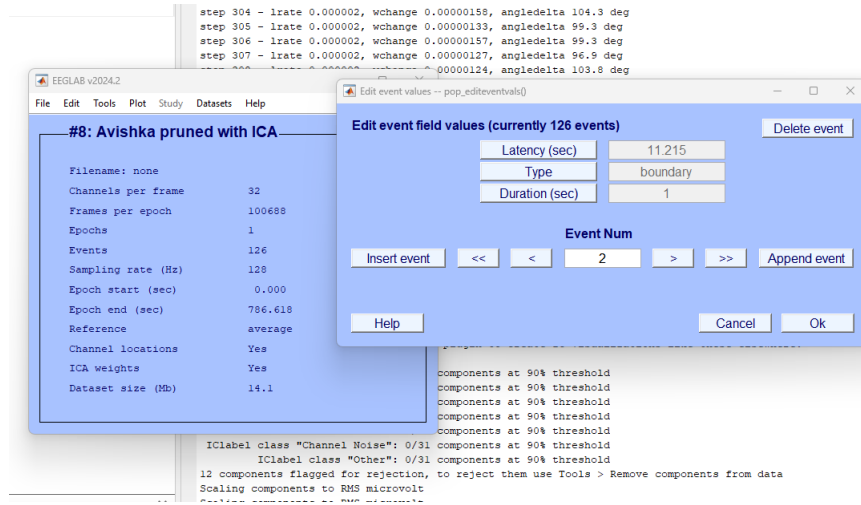 step 304 - lrate 0.000002, wchange 0.00000158, angledelta 104.3 deg
step 305 - lrate 0.000002, wchange 0.00000133, angledelta 99.3 deg
step 306 - lrate 0.000002, wchange 0.00000157, angledelta 99.3 deg
step 307 - lrate 0.000002, wchange 0.00000127, angledelta 96.9 deg
0.00000124, angledelta 103.8 deg
EEGLAB v2024.2
File Edit Tools Plot Study Datasets Help
#8: Avishka pruned with ICA
Filename: none
Channels per frame 32
Frames per epoch 100688
Epochs 1
Events 126
Sampling rate (Hz) 128
Epoch start (sec) 0.000
Epoch end (sec) 786.618
Reference average
Channel locations Yes
ICA weights Yes
Dataset size (Mb) 14.1
Edit event values -- pop_editeventvals()
Edit event field values (currently 126 events)
Delete event
Latency (sec) 11.215
Type boundary
Duration (sec) 1
Event Num
Insert event << < 2 > >> Append event
Help Cancel Ok
components at 90% threshold
components at 90% threshold
components at 90% threshold
components at 90% threshold
components at 90% threshold
IClabel class "Channel Noise": 0/31 components at 90% threshold
IClabel class "Other": 0/31 components at 90% threshold
12 components flagged for rejection, to reject them use Tools > Remove components from data
Scaling components to RMS microvolt
Scaling components to RMS microvolt